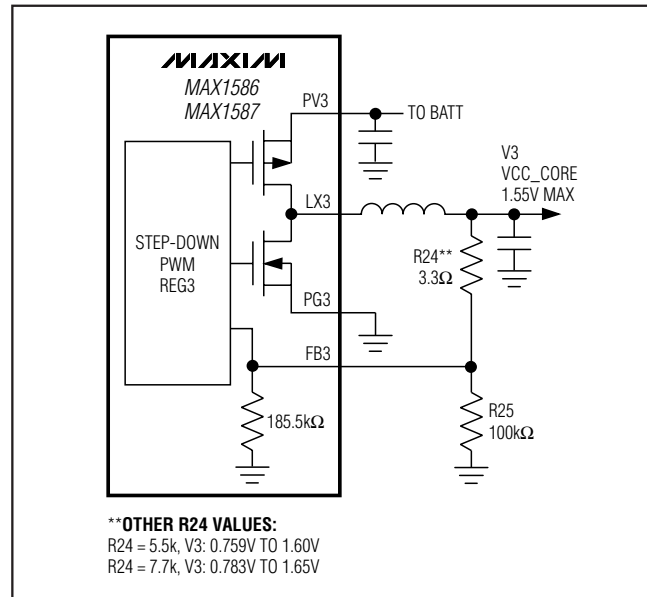 MAXIM
MAX1586
MAX1587
PV3
TO BATT
V3
VCC_CORE
1.55V MAX
LX3
STEP-DOWN
PWM
REG3
R24**
3.3Ω
PG3
FB3
185.5kΩ
R25
100kΩ
**OTHER R24 VALUES:
R24 = 5.5k, V3: 0.759V TO 1.60V
R24 = 7.7k, V3: 0.783V TO 1.65V